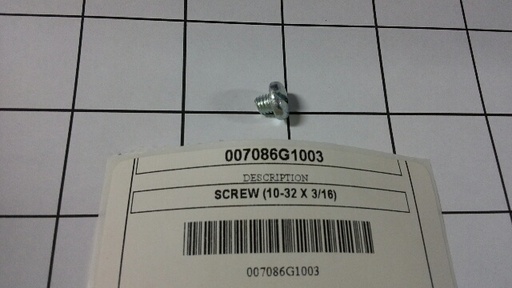 007086G1003
DESCRIPTION
SCREW (10-32 X 3/16)
007086G1003